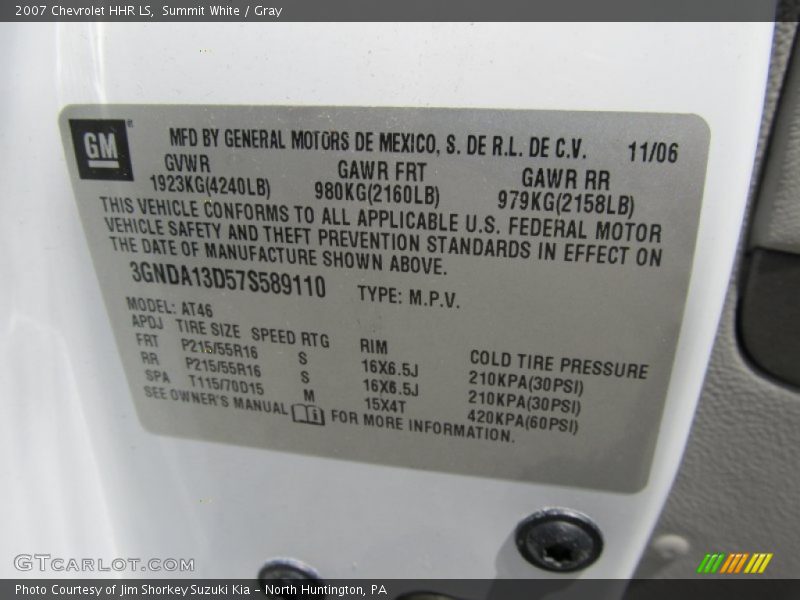 2007 Chevrolet HHR LS,  Summit White / Gray
GM
MFD BY GENERAL MOTORS DE MEXICO, S. DE R.L. DE C.V. 11/06
GVWR GAWR FRT GAWR RR
1923KG(4240LB) 980KG(2160LB) 979KG(2158LB)
THIS VEHICLE CONFORMS TO ALL APPLICABLE U.S. FEDERAL MOTOR
VEHICLE SAFETY AND THEFT PREVENTION STANDARDS IN EFFECT ON
THE DATE OF MANUFACTURE SHOWN ABOVE.
3GNDA13D57S589110 TYPE: M.P.V.
MODEL: AT46
APDJ TIRE SIZE SPEED RTG RIM COLD TIRE PRESSURE
FRT P215/55R16 S 16X6.5J 210KPA(30PSI)
RR P215/55R16 S 16X6.5J 210KPA(30PSI)
SPA T115/70D15 M 15X4T 420KPA(60PSI)
SEE OWNER'S MANUAL FOR MORE INFORMATION.
GTCarLot.com
Photo Courtesy of Jim Shorkey Suzuki Kia – North Huntington, PA